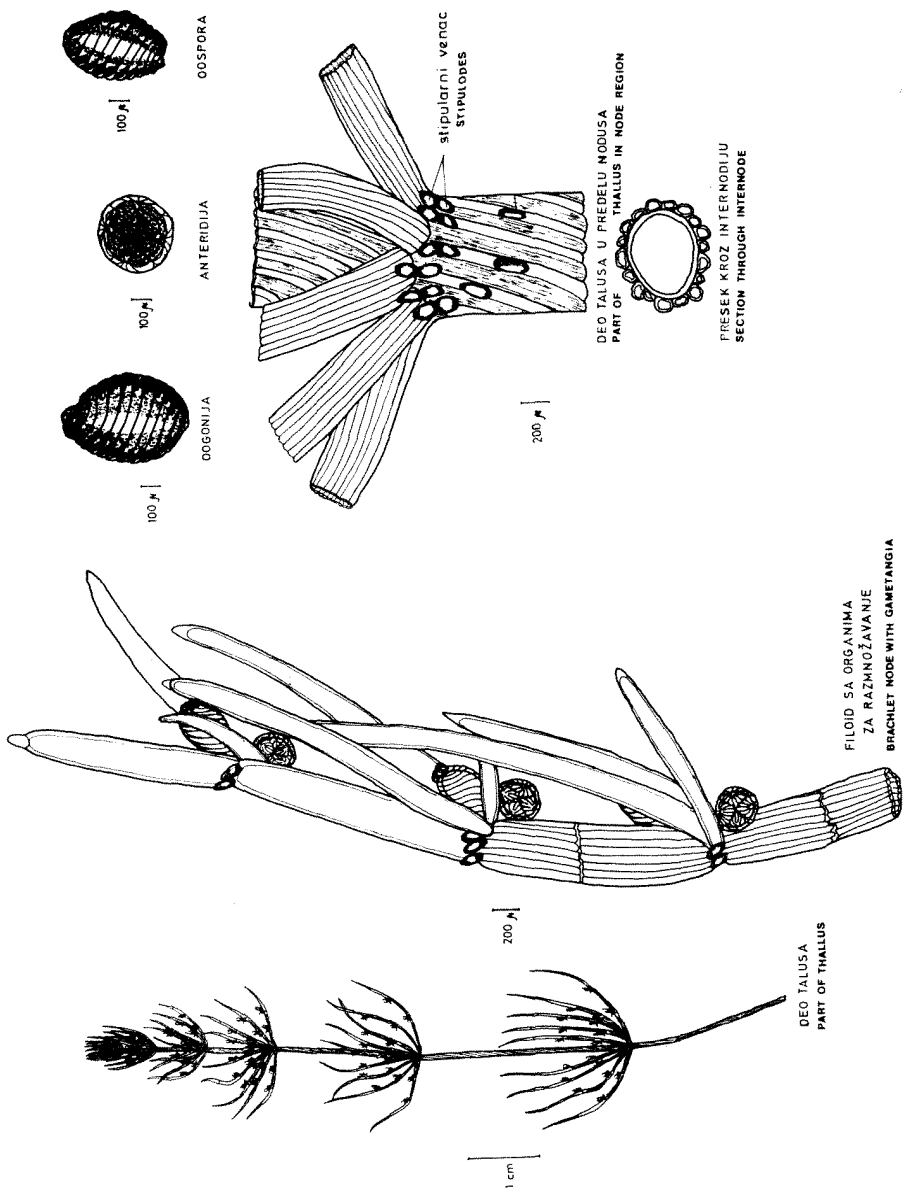 100 µ
OOSPORA
100 µ
ANTERIDIJA
100 µ
OOGONIJA
stipularni venac
STIPULODES
200 µ
DEO TALUSA U PREDELU NODUSA
PART OF THALLUS IN NODE REGION
PRESEK KROZ INTERNODIJU
SECTION THROUGH INTERNODE
200 µ
FILOID SA ORGANIMA
ZA RAZMNOŽAVANJE
BRACHLET NODE WITH GAMETANGIA
1 cm
DEO TALUSA
PART OF THALLUS